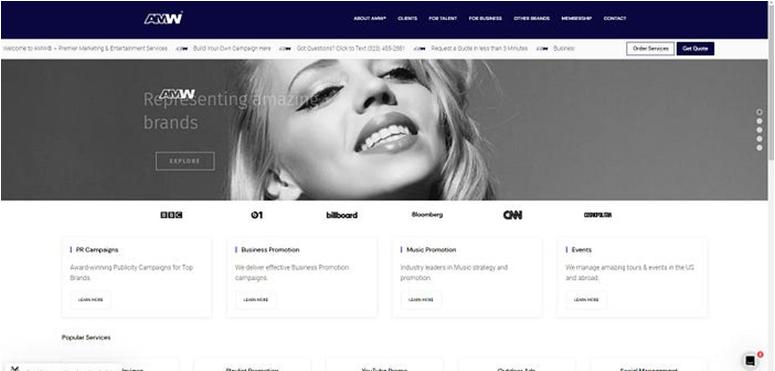 AMW
ABOUT AMW® CLIENTS FOR TALENT FOR BUSINESS OTHER BRANDS MEMBERSHIP CONTACT
Welcome to AMW® – Premier Marketing & Entertainment Services AMW Build Your Own Campaign Here AMW Got Questions? Click to Text (323) AMW Request a Quote in less than 3 Minutes AMW Business
Order Services Get Quote
AMW
Representing amazing
brands
EXPLORE
BBC 1 billboard Bloomberg CNN COSMOPOLITAN
PR Campaigns Business Promotion Music Promotion Events
Award-winning Publicity Campaigns for Top We deliver effective Business Promotion Industry leaders in Music strategy and We manage amazing tours & events in the US
Brands. campaigns. promotion. and abroad.
LEARN MORE LEARN MORE LEARN MORE LEARN MORE
Popular Services
Playlist Promotion YouTube Promo Outdoor Ads Social Management